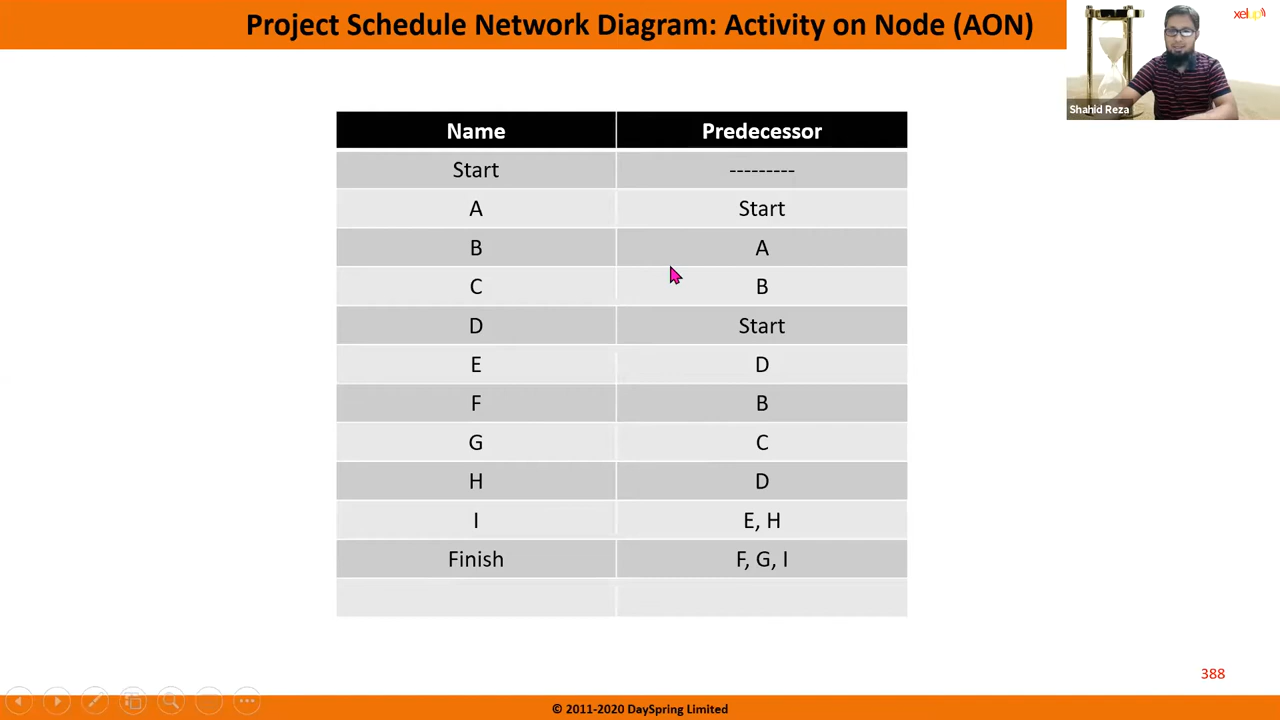 Project Schedule Network Diagram: Activity on Node (AON)
xelup
Shahid Reza
Name Predecessor
Start ---------
A Start
B A
C B
D Start
E D
F B
G C
H D
I E, H
Finish F, G, I
388
© 2011-2020 DaySpring Limited